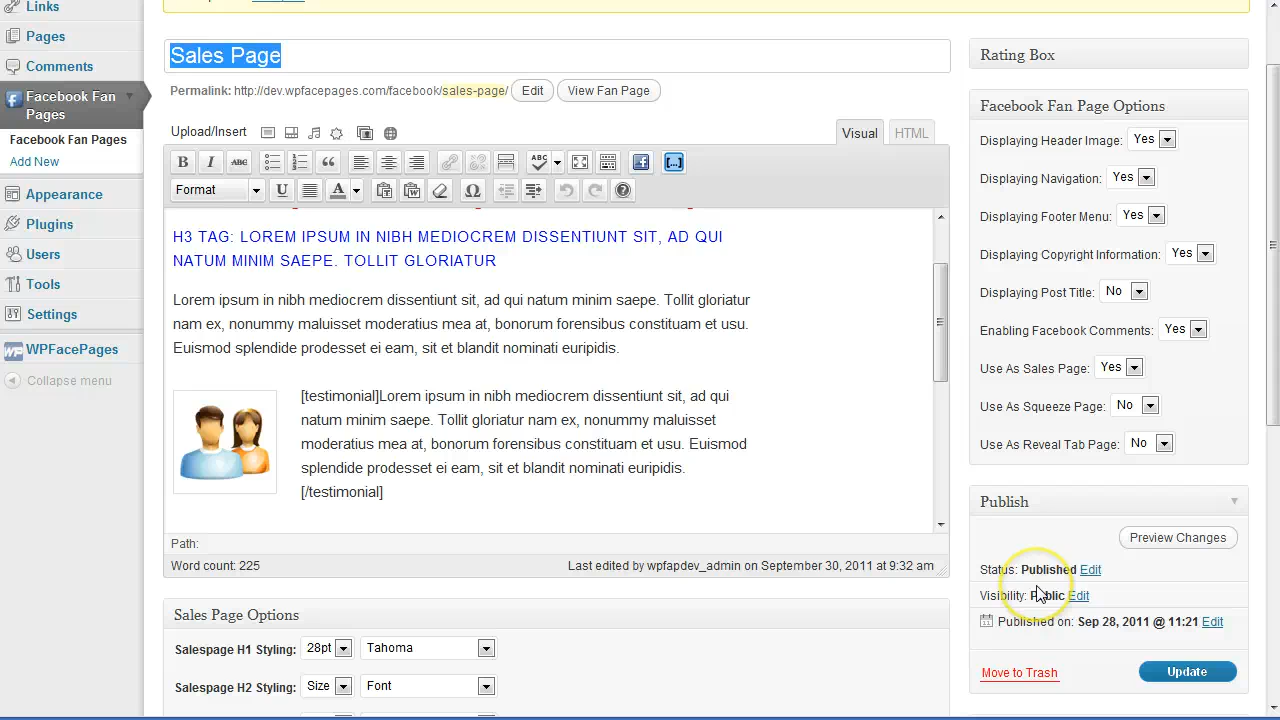 Links
Pages
Comments
Facebook Fan
Pages
Facebook Fan Pages
Add New
Appearance
Plugins
Users
Tools
Settings
WPFacePages
Collapse menu
Sales Page
Permalink: http://dev.wpfacepages.com/facebook/sales-page/ Edit View Fan Page
Upload/Insert
Visual HTML
B I ABC ABC
Format U A
H3 TAG: LOREM IPSUM IN NIBH MEDIOCREM DISSENTIUNT SIT, AD QUI
NATUM MINIM SAEPE. TOLLIT GLORIATUR
Lorem ipsum in nibh mediocrem dissentiunt sit, ad qui natum minim saepe. Tollit gloriatur
nam ex, nonummy maluisset moderatius mea at, bonorum forensibus constituam et usu.
Euismod splendide prodesset ei eam, sit et blandit nominati euripidis.
[testimonial]Lorem ipsum in nibh mediocrem dissentiunt sit, ad qui
natum minim saepe. Tollit gloriatur nam ex, nonummy maluisset
moderatius mea at, bonorum forensibus constituam et usu. Euismod
splendide prodesset ei eam, sit et blandit nominati euripidis.
[/testimonial]
Path:
Word count: 225 Last edited by wpfapdev_admin on September 30, 2011 at 9:32 am
Sales Page Options
Salespage H1 Styling: 28pt Tahoma
Salespage H2 Styling: Size Font
Rating Box
Facebook Fan Page Options
Displaying Header Image: Yes
Displaying Navigation: Yes
Displaying Footer Menu: Yes
Displaying Copyright Information: Yes
Displaying Post Title: No
Enabling Facebook Comments: Yes
Use As Sales Page: Yes
Use As Squeeze Page: No
Use As Reveal Tab Page: No
Publish
Preview Changes
Status: Published Edit
Visibility: Public Edit
Published on: Sep 28, 2011 @ 11:21 Edit
Move to Trash Update